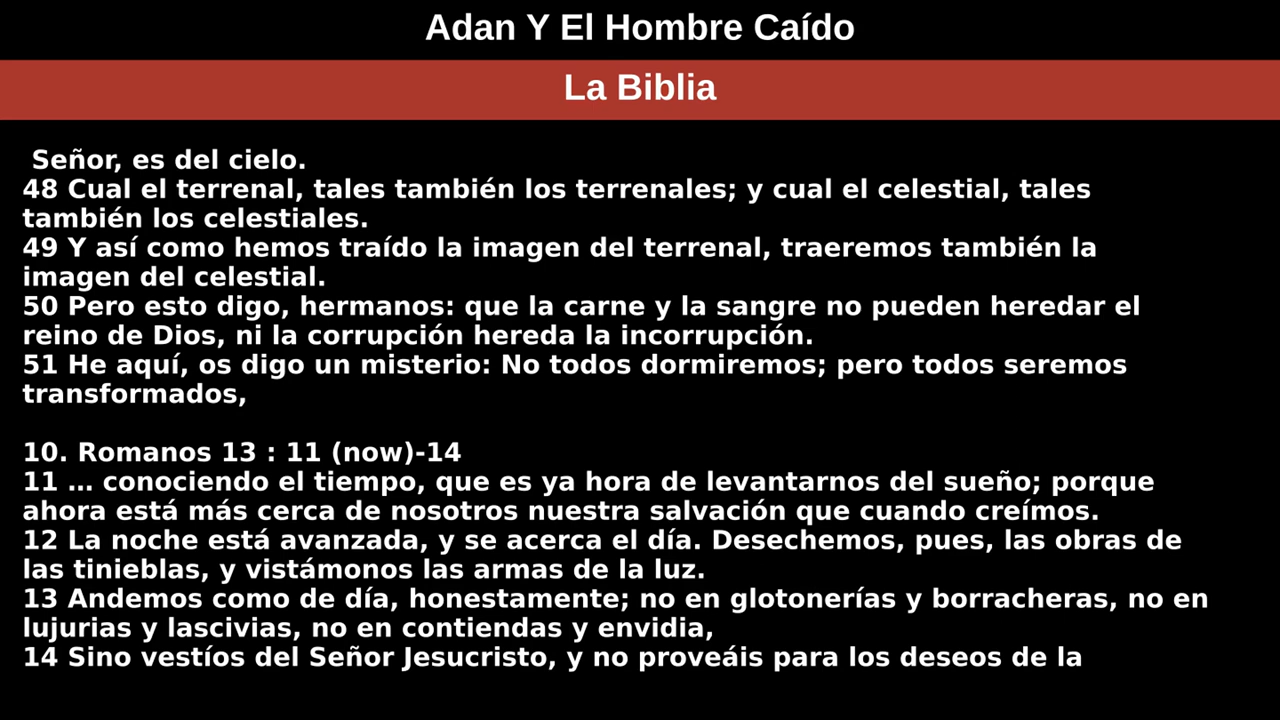 Adan Y El Hombre Caído
La Biblia
Señor, es del cielo.
48 Cual el terrenal, tales también los terrenales; y cual el celestial, tales
también los celestiales.
49 Y así como hemos traído la imagen del terrenal, traeremos también la
imagen del celestial.
50 Pero esto digo, hermanos: que la carne y la sangre no pueden heredar el
reino de Dios, ni la corrupción hereda la incorrupción.
51 He aquí, os digo un misterio: No todos dormiremos; pero todos seremos
transformados,
10. Romanos 13 : 11 (now)-14
11 … conociendo el tiempo, que es ya hora de levantarnos del sueño; porque
ahora está más cerca de nosotros nuestra salvación que cuando creímos.
12 La noche está avanzada, y se acerca el día. Desechemos, pues, las obras de
las tinieblas, y vistámonos las armas de la luz.
13 Andemos como de día, honestamente; no en glotonerías y borracheras, no en
lujurias y lascivias, no en contiendas y envidia,
14 Sino vestíos del Señor Jesucristo, y no proveáis para los deseos de la